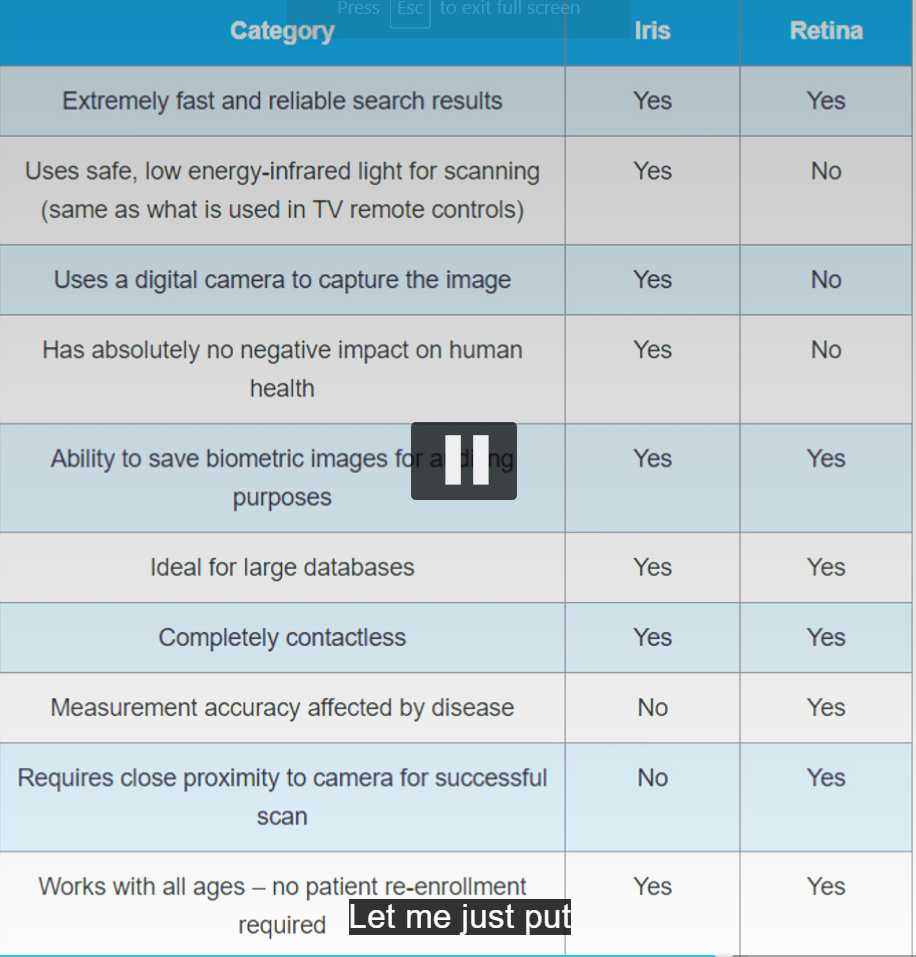 Press Esc to exit full screen
Category Iris Retina
Extremely fast and reliable search results Yes Yes
Uses safe, low energy-infrared light for scanning Yes No
(same as what is used in TV remote controls)
Uses a digital camera to capture the image Yes No
Has absolutely no negative impact on human Yes No
health
Ability to save biometric images for auditing Yes Yes
purposes
Ideal for large databases Yes Yes
Completely contactless Yes Yes
Measurement accuracy affected by disease No Yes
Requires close proximity to camera for successful No Yes
scan
Works with all ages – no patient re-enrollment Yes Yes
required
Let me just put